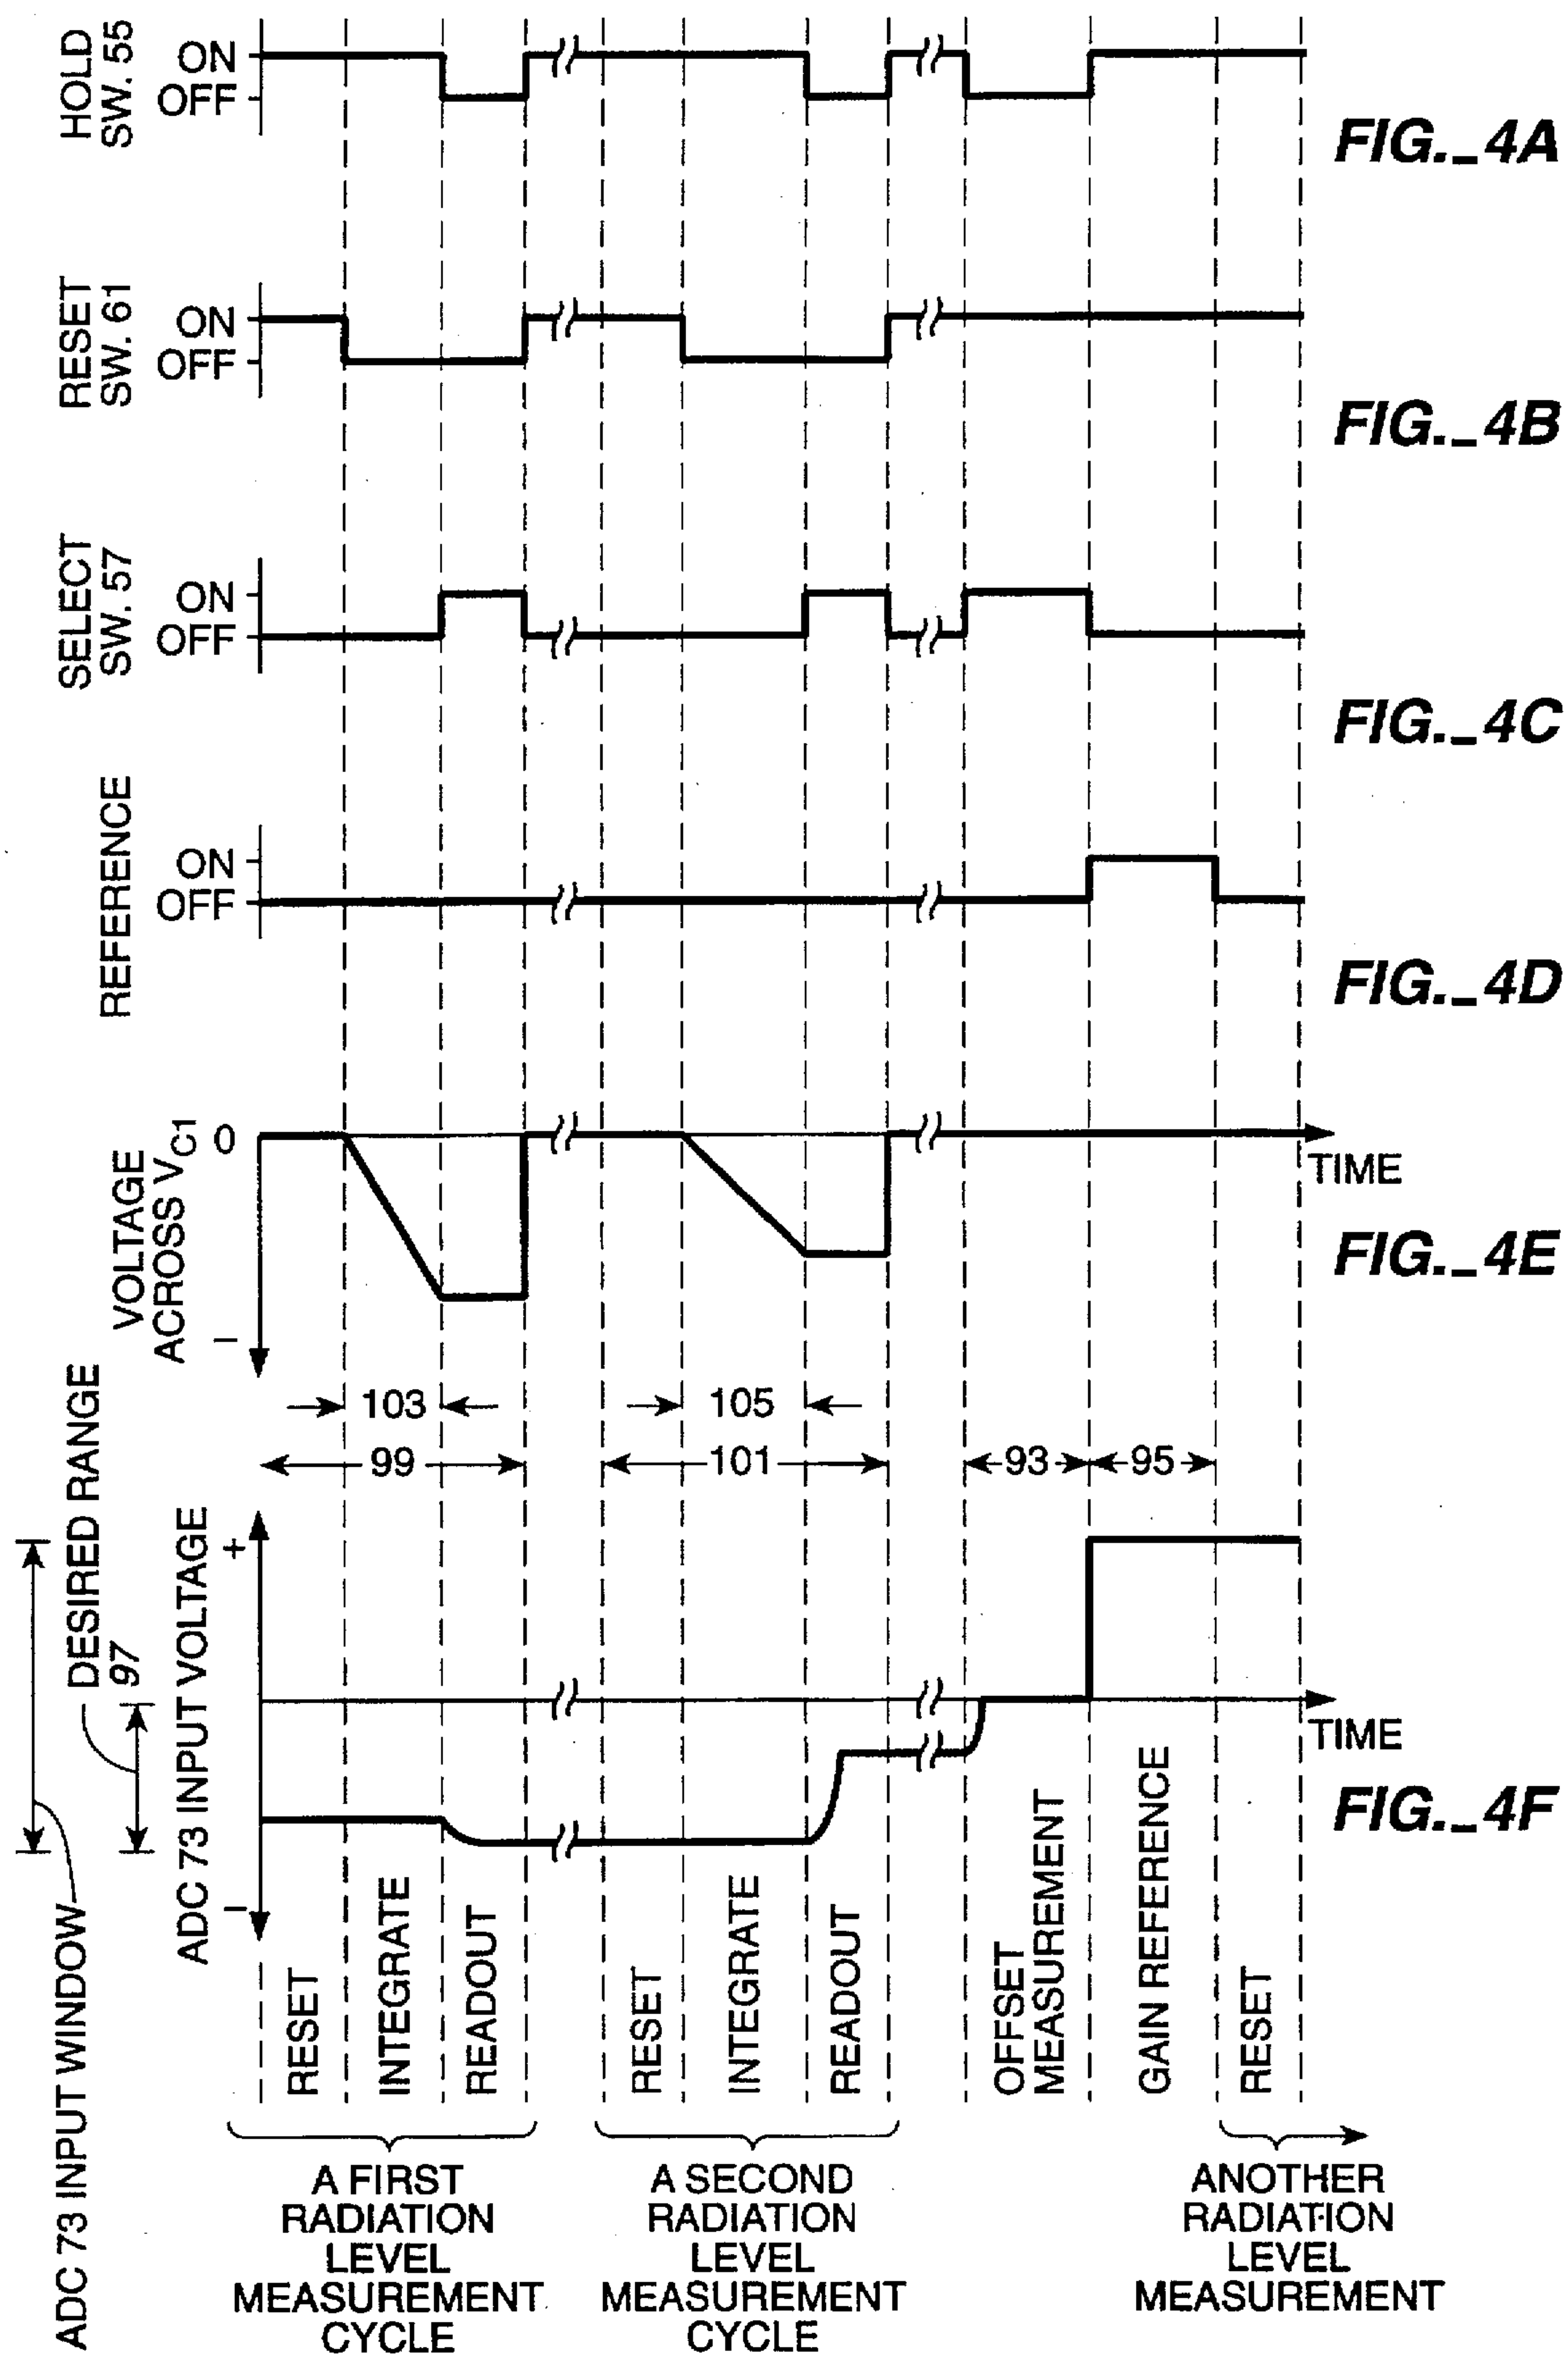 HOLD
SW. 55
ON
OFF
FIG._4A
RESET
SW. 61
ON
OFF
FIG._4B
SELECT
SW. 57
ON
OFF
FIG._4C
REFERENCE
ON
OFF
FIG._4D
VOLTAGE
ACROSS VC1
0
–
TIME
FIG._4E
103
105
99
101
93
95
ADC 73 INPUT WINDOW
DESIRED RANGE
97
ADC 73 INPUT VOLTAGE
+
–
TIME
FIG._4F
RESET
INTEGRATE
READOUT
RESET
INTEGRATE
READOUT
OFFSET
MEASUREMENT
GAIN REFERENCE
RESET
A FIRST
RADIATION
LEVEL
MEASUREMENT
CYCLE
A SECOND
RADIATION
LEVEL
MEASUREMENT
CYCLE
ANOTHER
RADIATION
LEVEL
MEASUREMENT